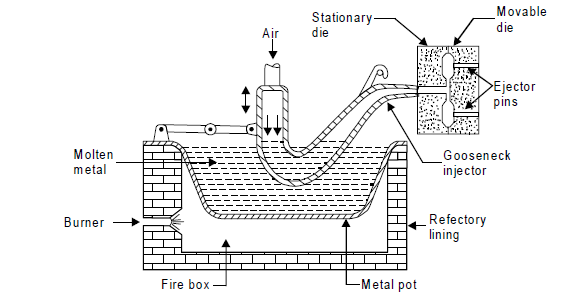 Stationary
die
Movable
die
Air
Ejector
pins
Molten
metal
Gooseneck
injector
Burner
Refectory
lining
Fire box
Metal pot